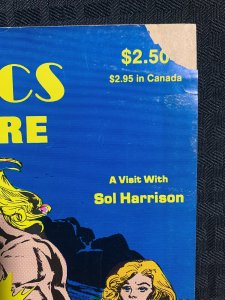 $2.50
$2.95 in Canada
CS
RE
A Visit With
Sol Harrison